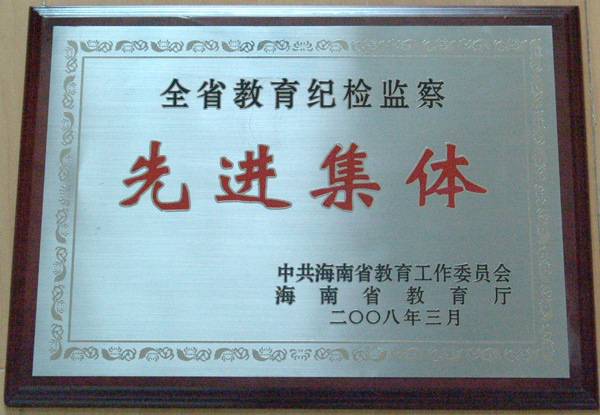 全省教育纪检监察
先进集体
中共海南省教育工作委员会
海南省教育厅
二〇〇八年三月